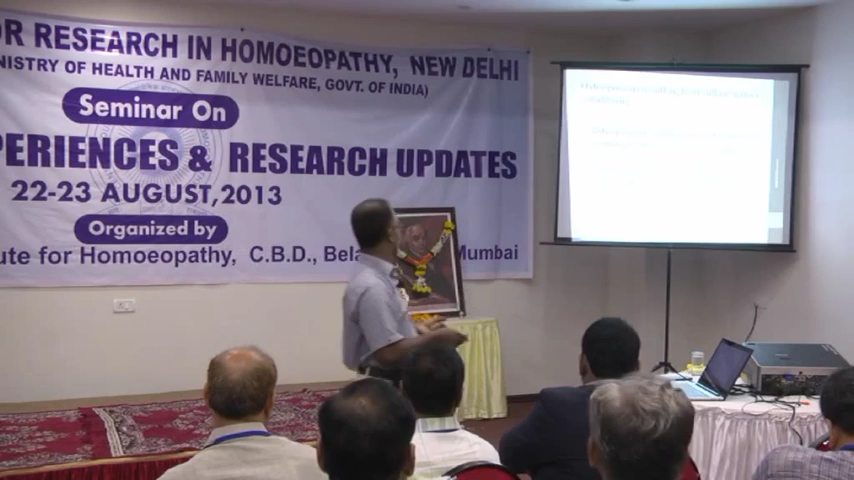 OR RESEARCH IN HOMOEOPATHY, NEW DELHI
NISTRY OF HEALTH AND FAMILY WELFARE, GOVT. OF INDIA)
Seminar On
PERIENCES & RESEARCH UPDATES
22-23 AUGUST,2013
Organized by
ute for Homoeopathy, C.B.D., Bela Mumbai